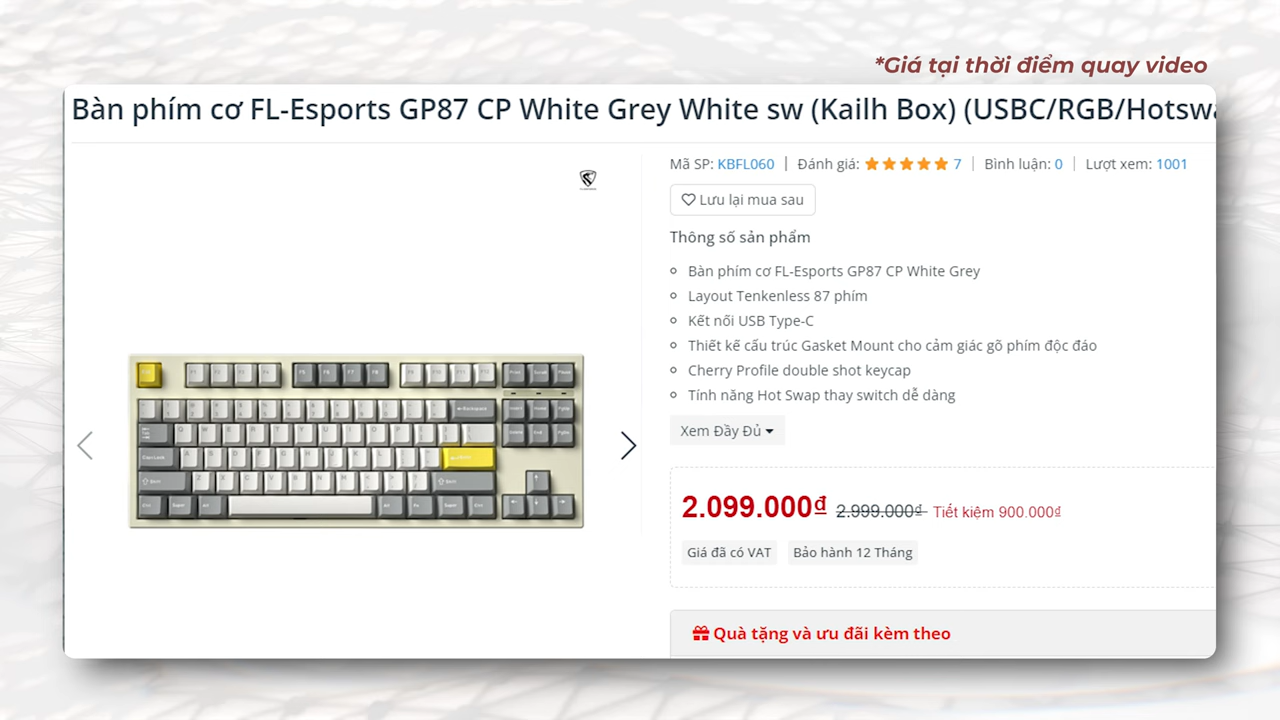 *Giá tại thời điểm quay video
Bàn phím cơ FL-Esports GP87 CP White Grey White sw (Kailh Box) (USBC/RGB/Hotswa
Mã SP: KBFL060 | Đánh giá: 7 | Bình luận: 0 | Lượt xem: 1001
Lưu lại mua sau
Thông số sản phẩm
Bàn phím cơ FL-Esports GP87 CP White Grey
Layout Tenkenless 87 phím
Kết nối USB Type-C
Thiết kế cấu trúc Gasket Mount cho cảm giác gõ phím độc đáo
Cherry Profile double shot keycap
Tính năng Hot Swap thay switch dễ dàng
Xem Đầy Đủ
2.099.000₫ 2.999.000₫ Tiết kiệm 900.000₫
Giá đã có VAT Bảo hành 12 Tháng
Quà tặng và ưu đãi kèm theo